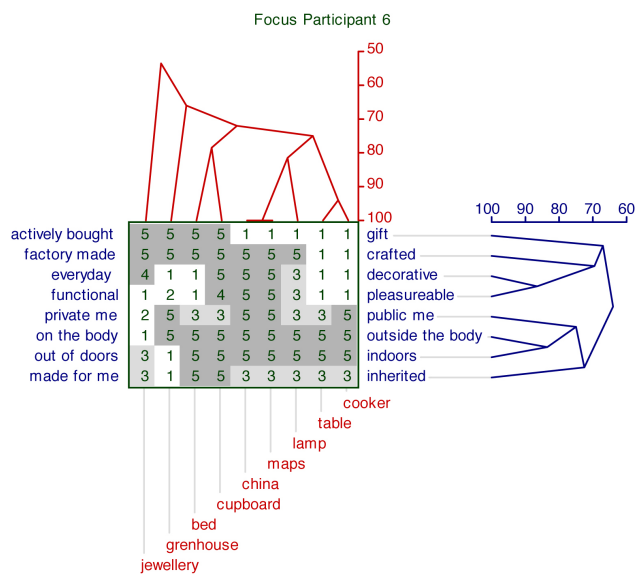 Focus Participant 6
50
60
70
80
90
100
100 90 80 70 60
actively bought 5 5 5 5 1 1 1 1 1 gift
factory made 5 5 5 5 5 5 5 1 1 crafted
everyday 4 1 1 5 5 5 3 1 1 decorative
functional 1 2 1 4 5 5 3 1 1 pleasureable
private me 2 5 3 3 5 5 3 3 5 public me
on the body 1 5 5 5 5 5 5 5 5 outside the body
out of doors 3 1 5 5 5 5 5 5 5 indoors
made for me 3 1 5 5 3 3 3 3 3 inherited
cooker
table
lamp
maps
china
cupboard
bed
grenhouse
jewellery